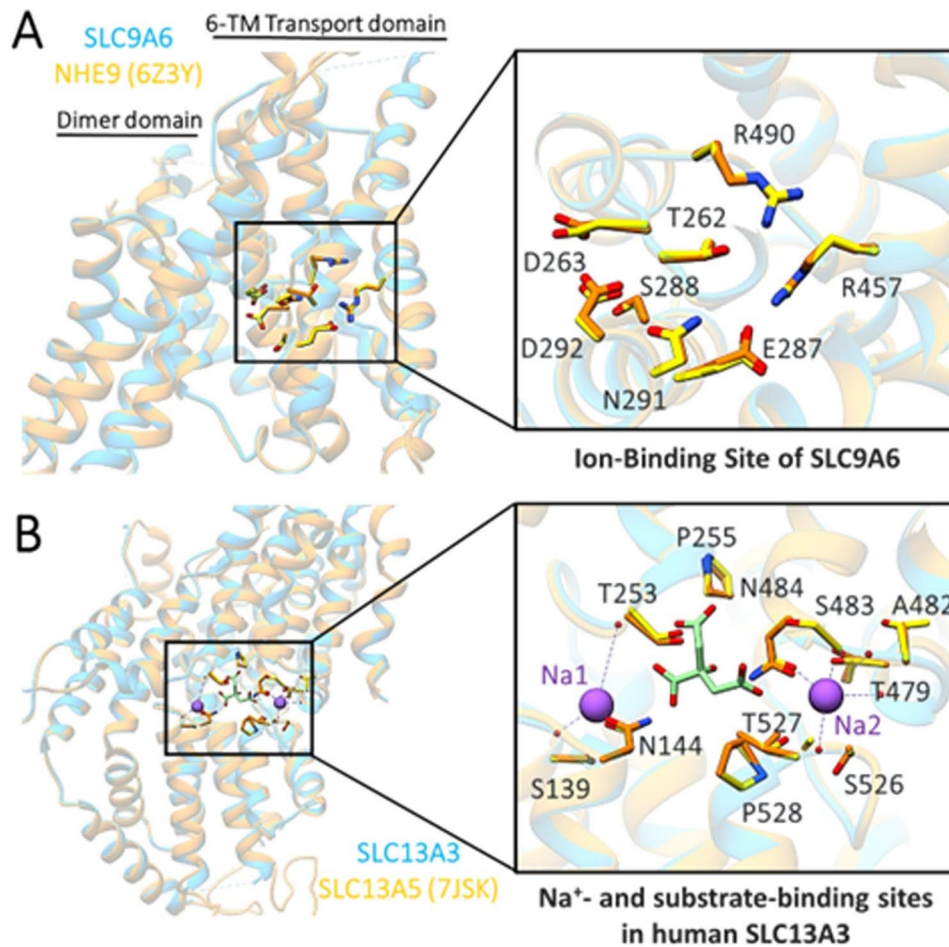 A
SLC9A6
NHE9 (6Z3Y)
6-TM Transport domain
Dimer domain
R490
T262
D263
S288
R457
D292
E287
N291
Ion-Binding Site of SLC9A6
B
P255
N484
T253
S483
A482
Na1
T479
T527
Na2
N144
S139
S526
P528
SLC13A3
SLC13A5 (7JSK)
Na⁺- and substrate-binding sites
in human SLC13A3